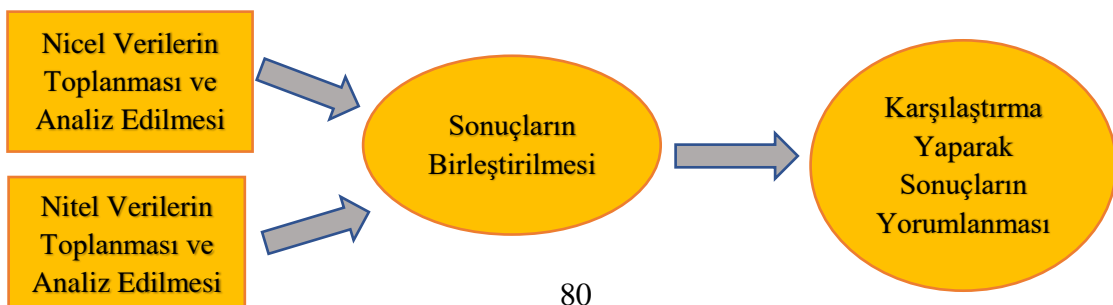 Nicel Verilerin
Toplanması ve
Analiz Edilmesi
Nitel Verilerin
Toplanması ve
Analiz Edilmesi
Sonuçların
Birleştirilmesi
Karşılaştırma
Yaparak
Sonuçların
Yorumlanması
80